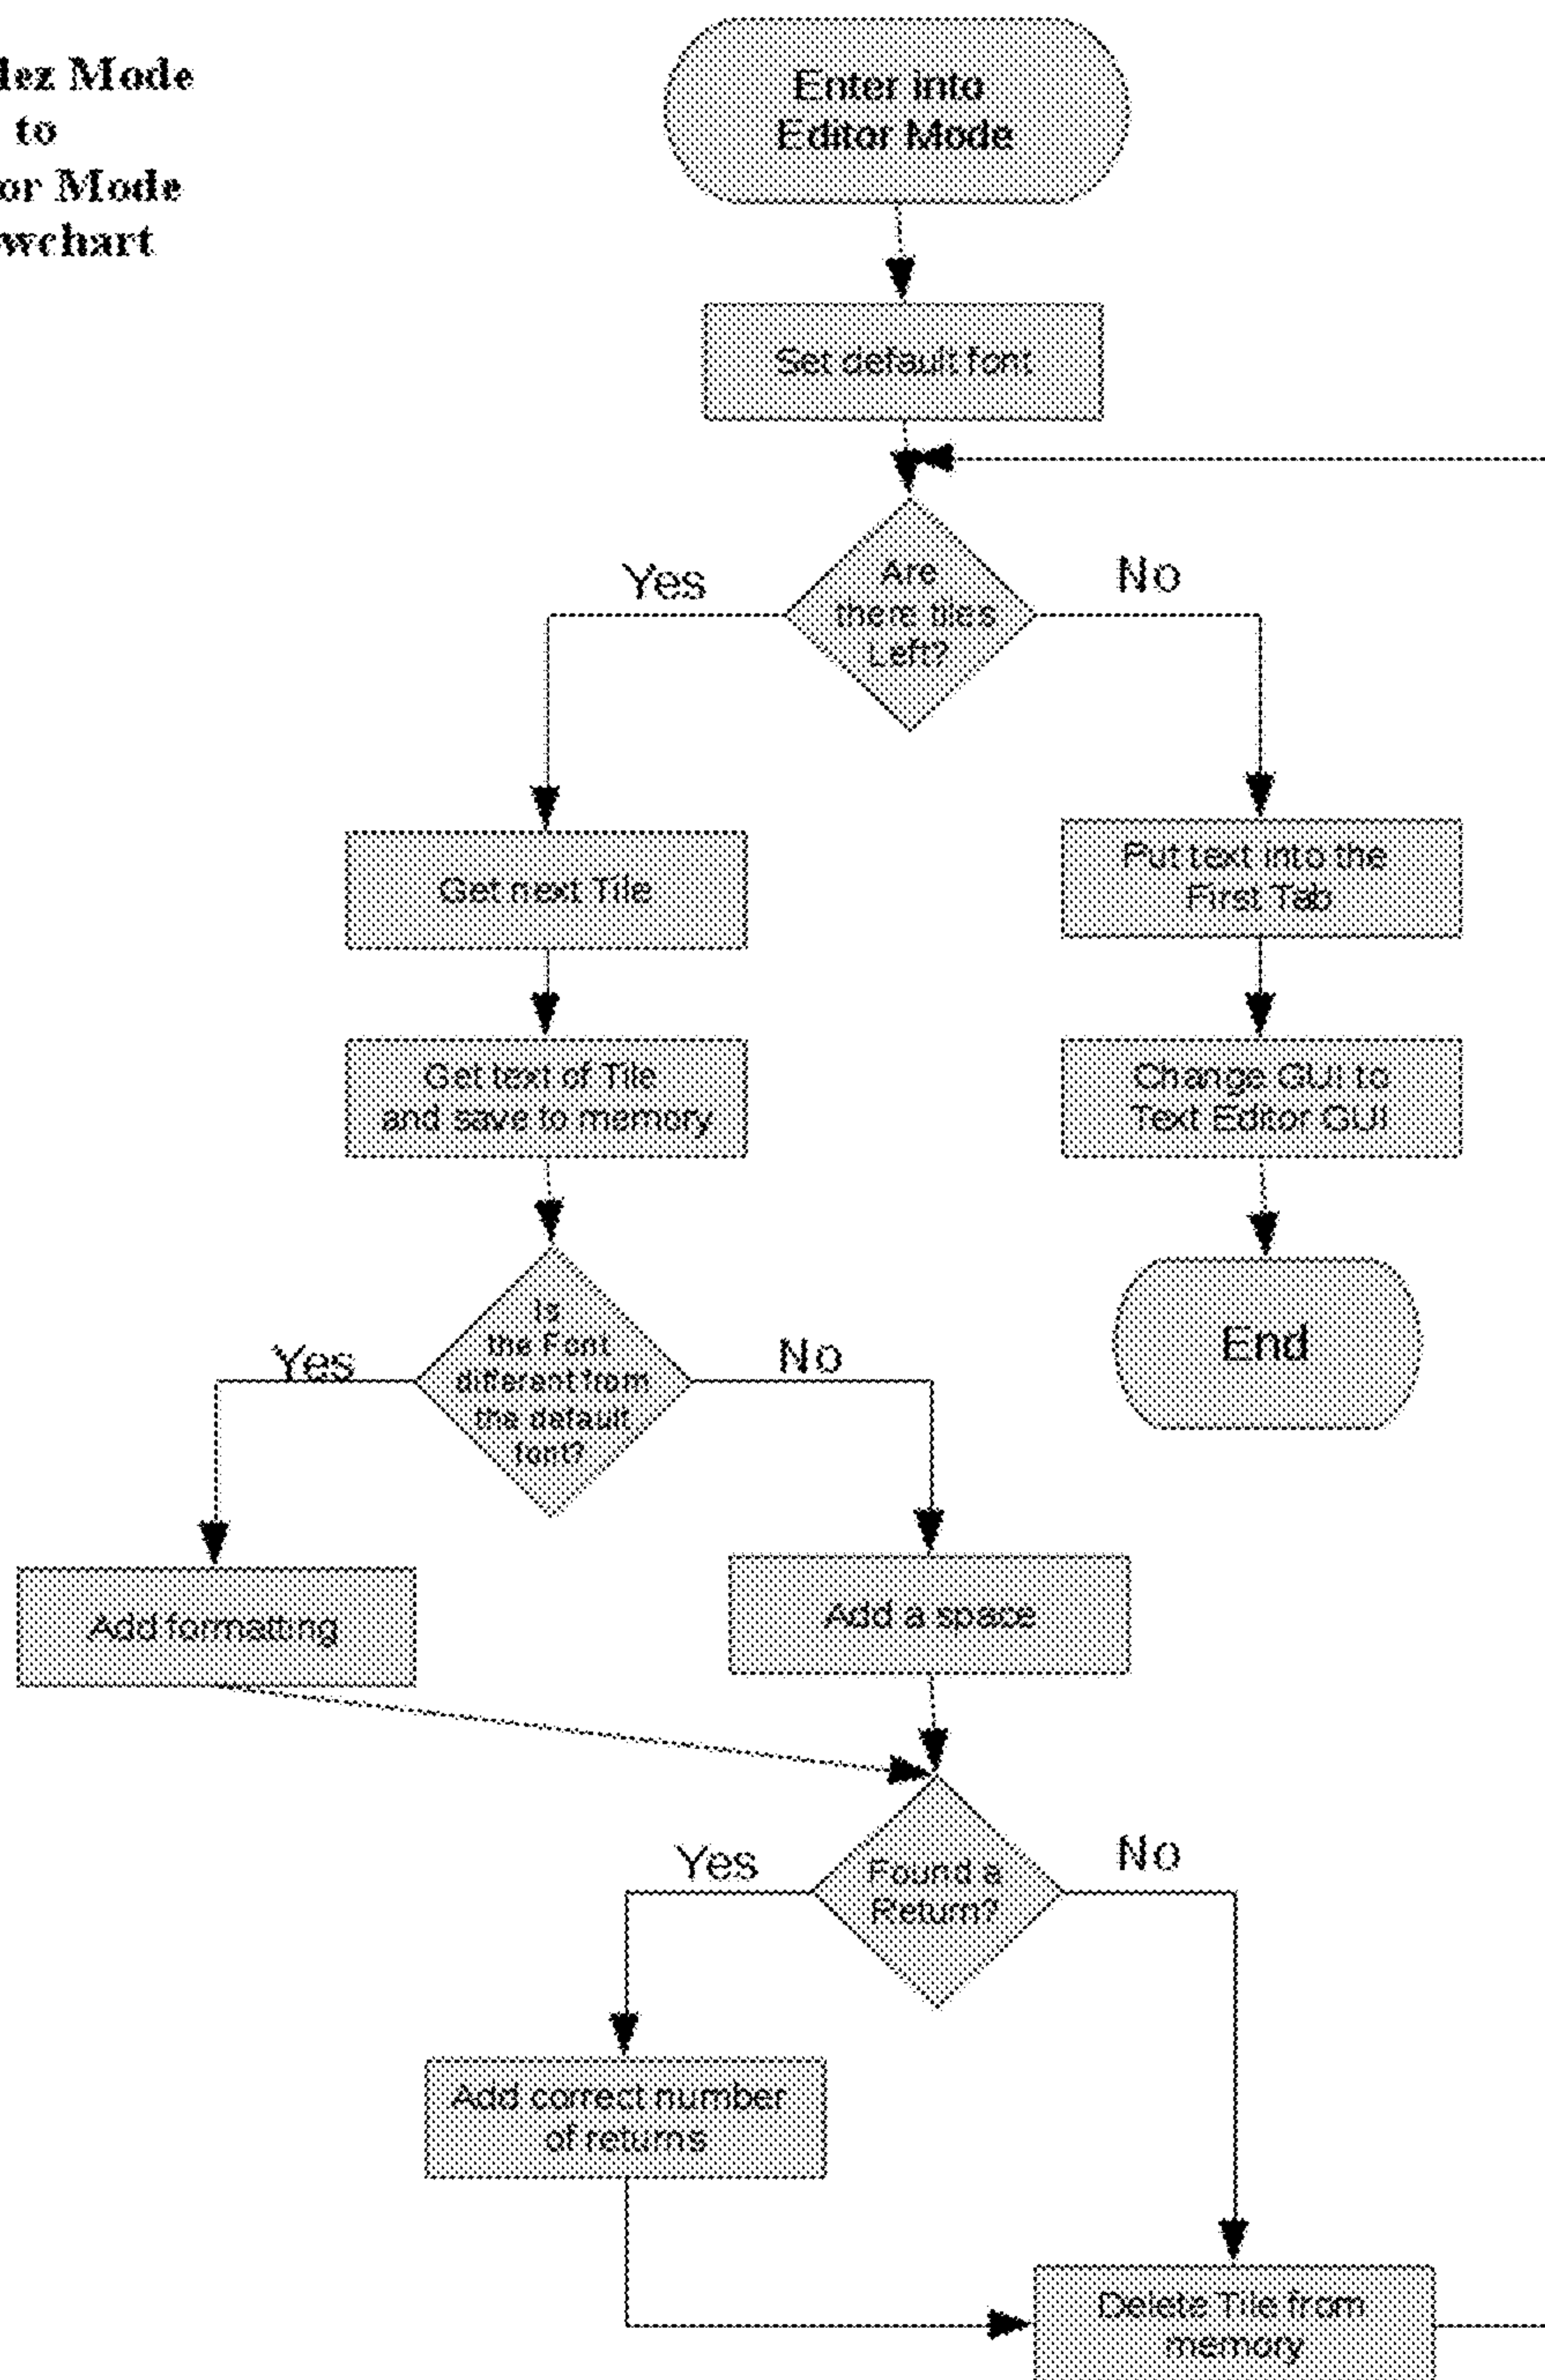 lez Mode
to
or Mode
wchart
Enter into
Editor Mode
Set default font
Are
there tiles
Left?
Yes
No
Get next Tile
Put text into the
First Tab
Get text of Tile
and save to memory
Change GUI to
Text Editor GUI
Is
the Font
different from
the default
font?
Yes
No
End
Add formatting
Add a space
Found a
Return?
Yes
No
Add correct number
of returns
Delete Tile from
memory